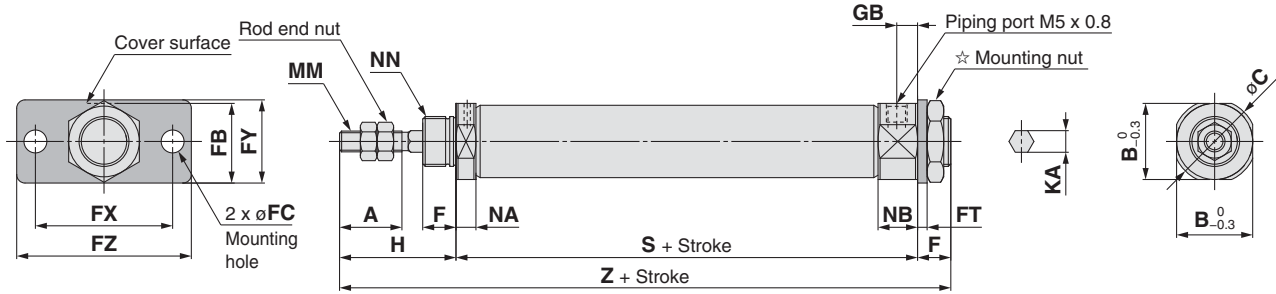 GB
Piping port M5 x 0.8
Rod end nut
Cover surface
☆ Mounting nut
MM
NN
øC
FB
FY
B 0 -0.3
KA
FX
2 x øFC
Mounting
hole
FZ
A
F
NA
NB
FT
B 0 -0.3
H
S + Stroke
F
Z + Stroke